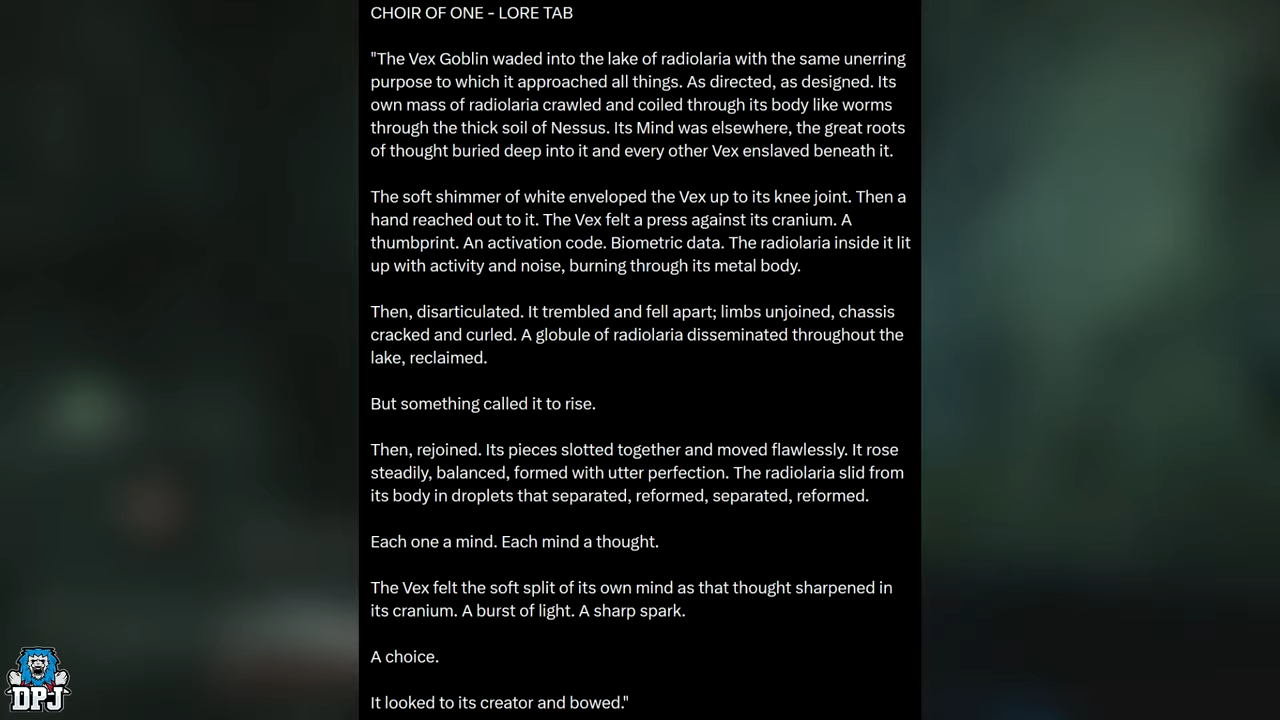 CHOIR OF ONE - LORE TAB
"The Vex Goblin waded into the lake of radiolaria with the same unerring
purpose to which it approached all things. As directed, as designed. Its
own mass of radiolaria crawled and coiled through its body like worms
through the thick soil of Nessus. Its Mind was elsewhere, the great roots
of thought buried deep into it and every other Vex enslaved beneath it.
The soft shimmer of white enveloped the Vex up to its knee joint. Then a
hand reached out to it. The Vex felt a press against its cranium. A
thumbprint. An activation code. Biometric data. The radiolaria inside it lit
up with activity and noise, burning through its metal body.
Then, disarticulated. It trembled and fell apart; limbs unjoined, chassis
cracked and curled. A globule of radiolaria disseminated throughout the
lake, reclaimed.
But something called it to rise.
Then, rejoined. Its pieces slotted together and moved flawlessly. It rose
steadily, balanced, formed with utter perfection. The radiolaria slid from
its body in droplets that separated, reformed, separated, reformed.
Each one a mind. Each mind a thought.
The Vex felt the soft split of its own mind as that thought sharpened in
its cranium. A burst of light. A sharp spark.
A choice.
It looked to its creator and bowed."
DPJ